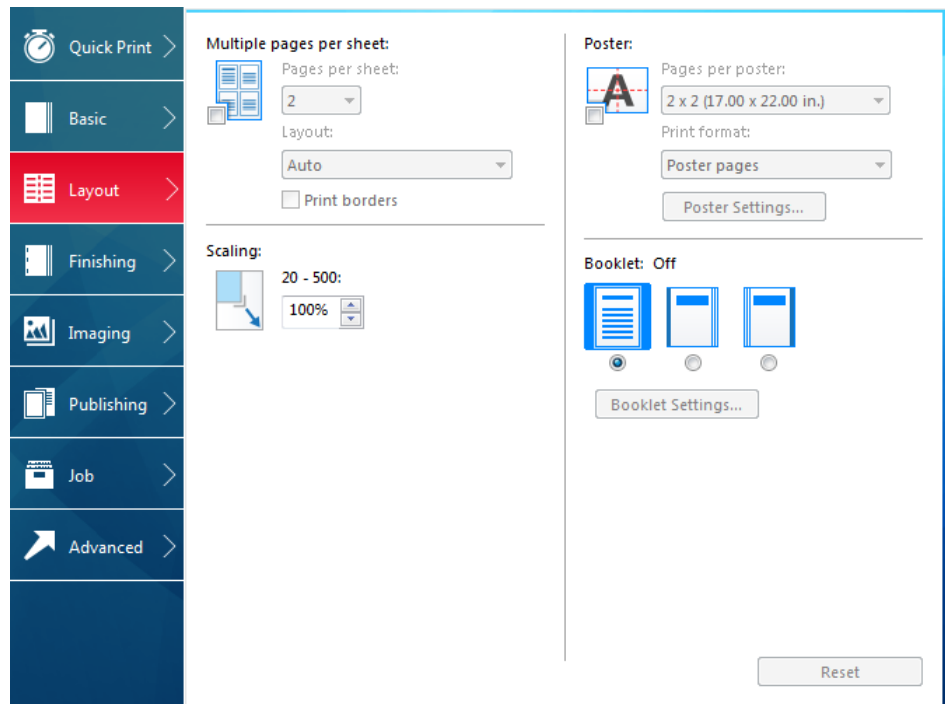 Quick Print
Basic
Layout
Finishing
Imaging
Publishing
Job
Advanced
Multiple pages per sheet:
Pages per sheet:
2
Layout:
Auto
Print borders
Scaling:
20 - 500:
100%
Poster:
Pages per poster:
A
2 x 2 (17.00 x 22.00 in.)
Print format:
Poster pages
Poster Settings...
Booklet: Off
Booklet Settings...
Reset